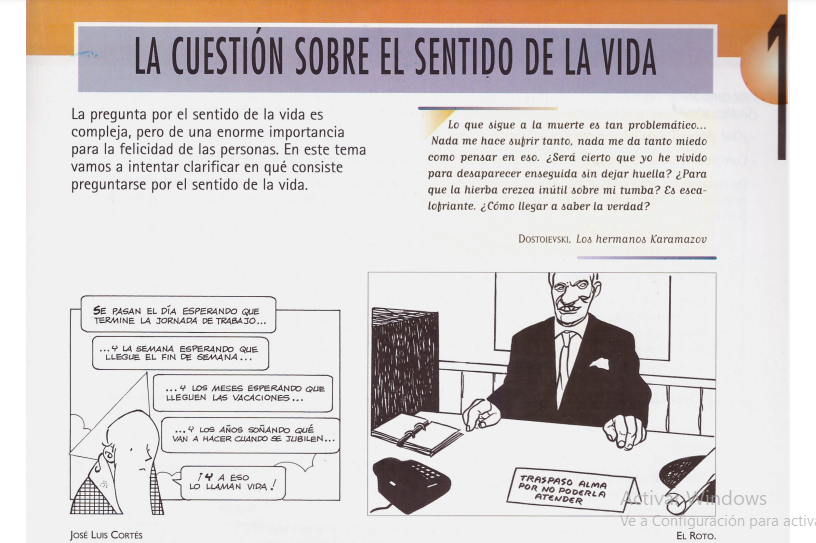 LA CUESTIÓN SOBRE EL SENTIDO DE LA VIDA
1
La pregunta por el sentido de la vida es
compleja, pero de una enorme importancia
para la felicidad de las personas. En este tema
vamos a intentar clarificar en qué consiste
preguntarse por el sentido de la vida.
Lo que sigue a la muerte es tan problemático...
Nada me hace sufrir tanto, nada me da tanto miedo
como pensar en eso. ¿Será cierto que yo he vivido
para desaparecer enseguida sin dejar huella? ¿Para
que la hierba crezca inútil sobre mi tumba? Es esca-
lofriante. ¿Cómo llegar a saber la verdad?
DOSTOIEVSKI, Los hermanos Karamazov
SE PASAN EL DÍA ESPERANDO QUE
TERMINE LA JORNADA DE TRABAJO...
...Y LA SEMANA ESPERANDO QUE
LLEGUE EL FIN DE SEMANA...
...Y LOS MESES ESPERANDO QUE
LLEGUEN LAS VACACIONES...
...Y LOS AÑOS SOÑANDO QUÉ
VAN A HACER CUANDO SE JUBILEN...
¡Y A ESO
LO LLAMAN VIDA!
TRASPASO ALMA
POR NO PODERLA
ATENDER
JOSÉ LUIS CORTÉS
EL ROTO.
Activar Windows
Ve a Configuración para activa